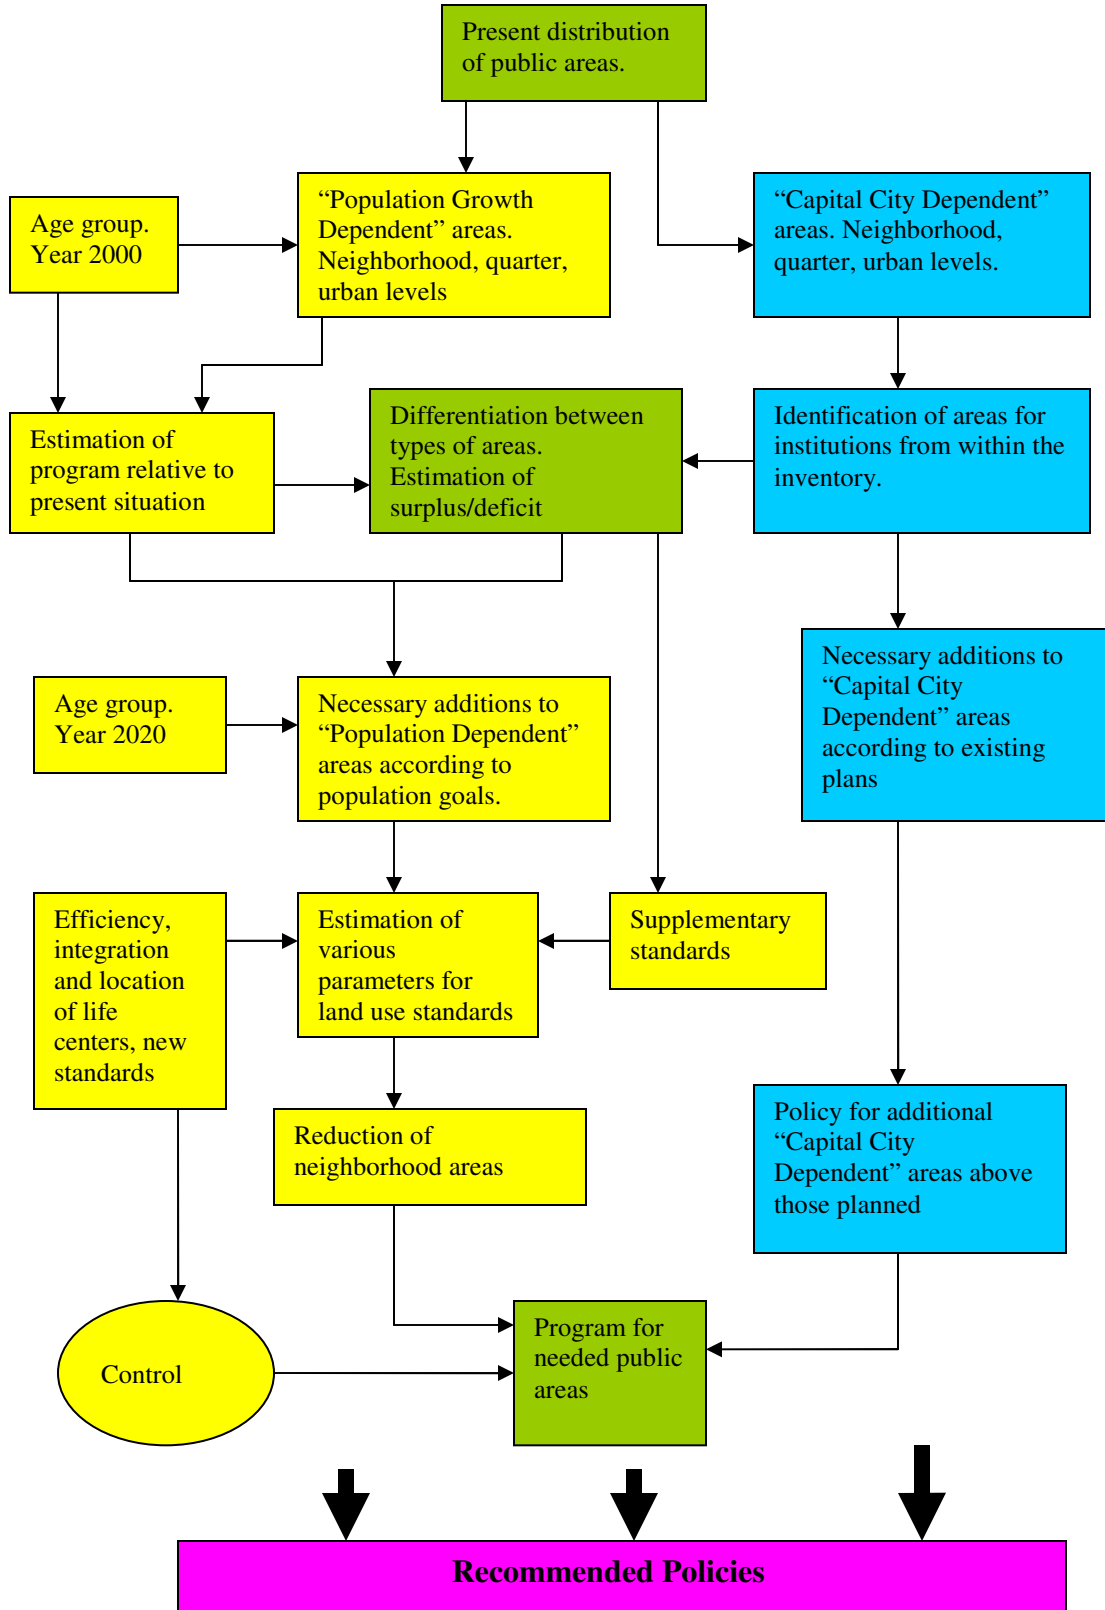 Present distribution
of public areas.
“Population Growth
Dependent” areas.
Neighborhood, quarter,
urban levels
“Capital City Dependent”
areas. Neighborhood,
quarter, urban levels.
Age group.
Year 2000
Estimation of
program relative to
present situation
Differentiation between
types of areas.
Estimation of
surplus/deficit
Identification of areas for
institutions from within the
inventory.
Necessary additions to
“Capital City
Dependent” areas
according to existing
plans
Age group.
Year 2020
Necessary additions to
“Population Dependent”
areas according to
population goals.
Efficiency,
integration
and location
of life
centers, new
standards
Estimation of
various
parameters for
land use standards
Supplementary
standards
Reduction of
neighborhood areas
Policy for additional
“Capital City
Dependent” areas above
those planned
Control
Program for
needed public
areas
Recommended Policies